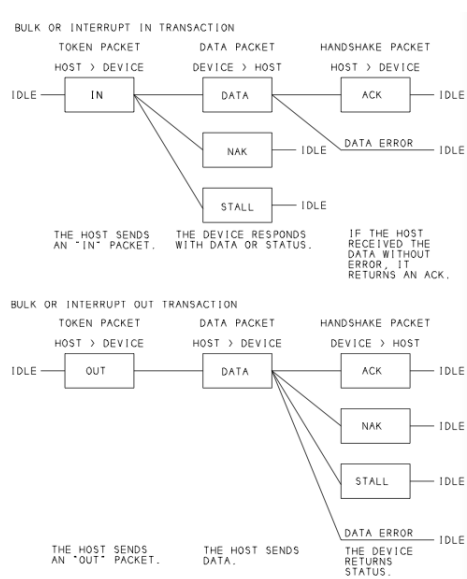 BULK OR INTERRUPT IN TRANSACTION
TOKEN PACKET DATA PACKET HANDSHAKE PACKET
HOST > DEVICE DEVICE > HOST HOST > DEVICE
IDLE IN DATA ACK IDLE
DATA ERROR IDLE
NAK IDLE
STALL IDLE
THE HOST SENDS
AN "IN" PACKET.
THE DEVICE RESPONDS
WITH DATA OR STATUS.
IF THE HOST
RECEIVED THE
DATA WITHOUT
ERROR, IT
RETURNS AN ACK.
BULK OR INTERRUPT OUT TRANSACTION
TOKEN PACKET DATA PACKET HANDSHAKE PACKET
HOST > DEVICE HOST > DEVICE DEVICE > HOST
IDLE OUT DATA ACK IDLE
NAK IDLE
STALL IDLE
DATA ERROR IDLE
THE HOST SENDS
AN "OUT" PACKET.
THE HOST SENDS
DATA.
THE DEVICE
RETURNS
STATUS.